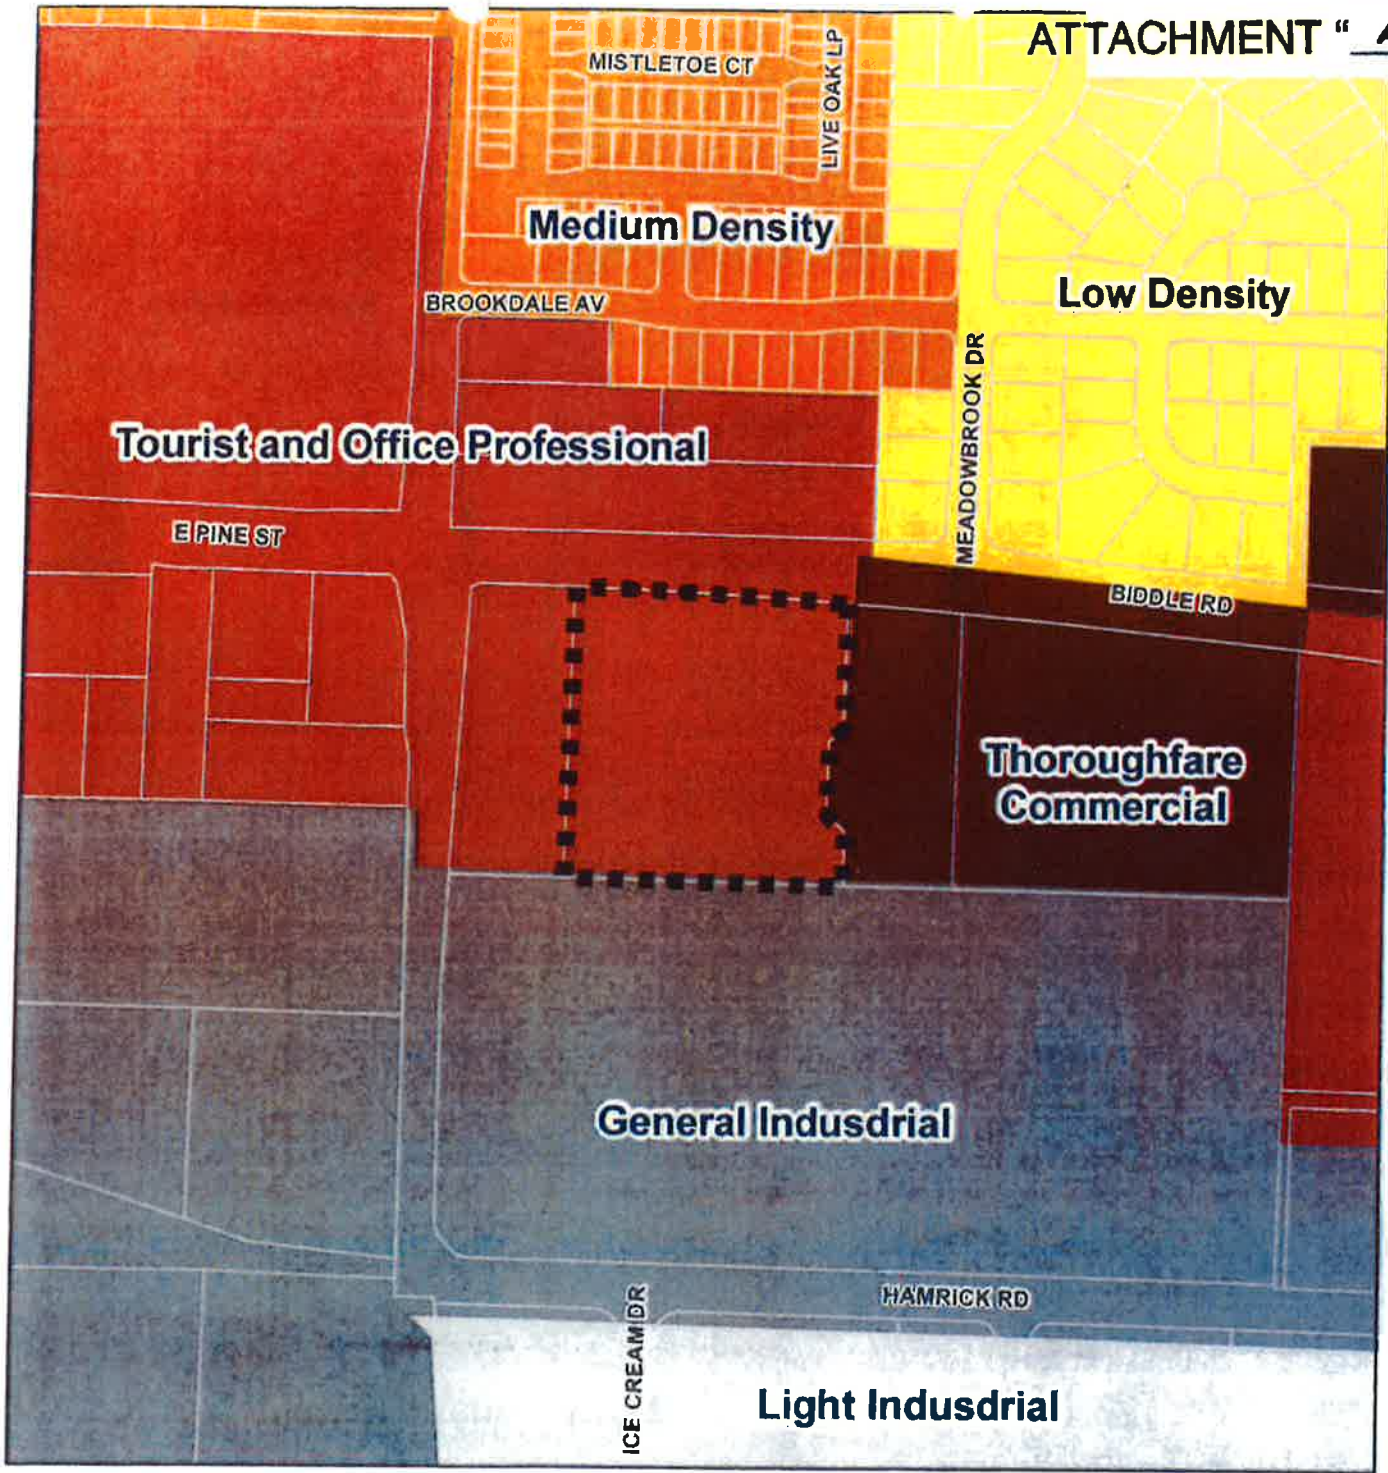 ATTACHMENT " A
MISTLETOE CT
LIVE OAK LP
Medium Density
Low Density
BROOKDALE AV
MEADOWBROOK DR
Tourist and Office Professional
E PINE ST
BIDDLE RD
Thoroughfare
Commercial
General Indusdrial
HAMRICK RD
ICE CREAM DR
Light Indusdrial